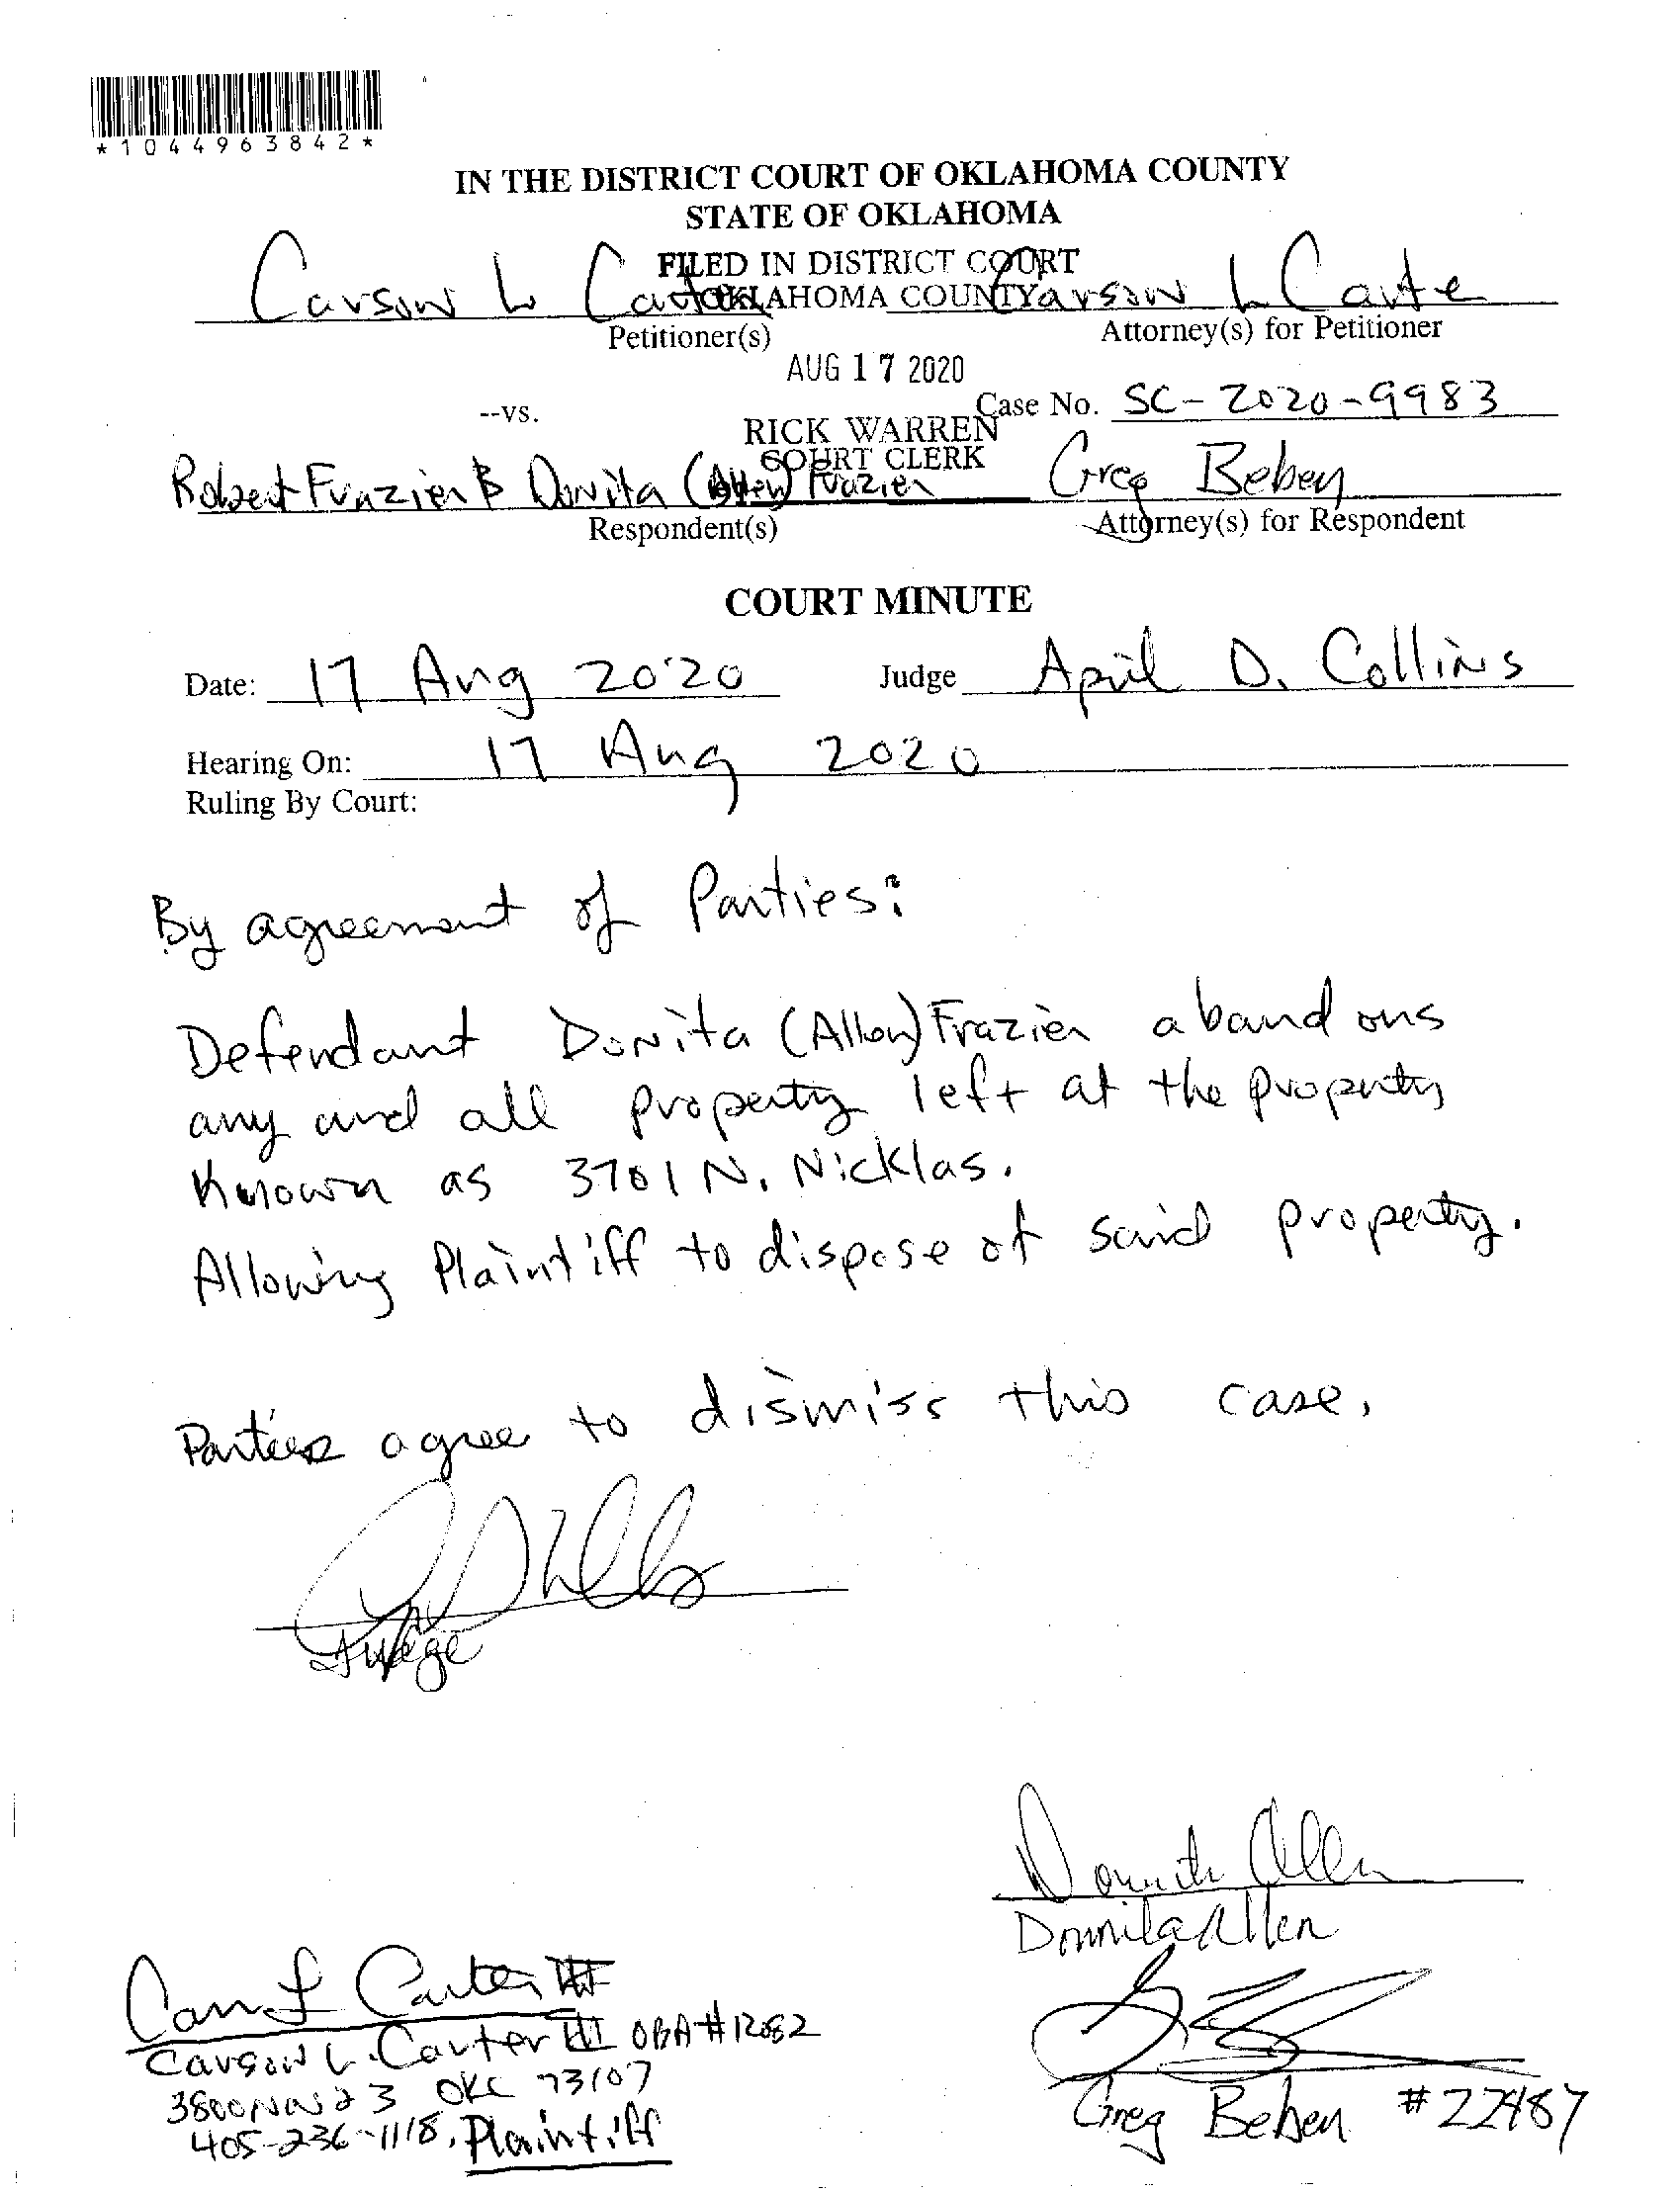 *1044963842*
IN THE DISTRICT COURT OF OKLAHOMA COUNTY
STATE OF OKLAHOMA
FILED IN DISTRICT COURT
OKLAHOMA COUNTY
Carson L Carter Carson L Carte
Petitioner(s) Attorney(s) for Petitioner
AUG 17 2020
--vs. Case No. SC-2020-9983
RICK WARREN
COURT CLERK
Robert Frazier & Donita (Allen) Frazier Greg Beben
Respondent(s) Attorney(s) for Respondent
COURT MINUTE
Date: 17 Aug 2020 Judge April D. Collins
Hearing On: 17 Aug 2020
Ruling By Court:
By agreement of Parties:
Defendant Donita (Allen) Frazier abandons
any and all property left at the property
known as 3701 N. Nicklas.
Allowing Plaintiff to dispose of said property.
Parties agree to dismiss this case.
Judge
Donnita Allen
Carson L. Carter III
Carson L. Carter III OBA#12082
3800 NW 23 OKC 73107
405-236-1118. Plaintiff
Greg Beben #22487